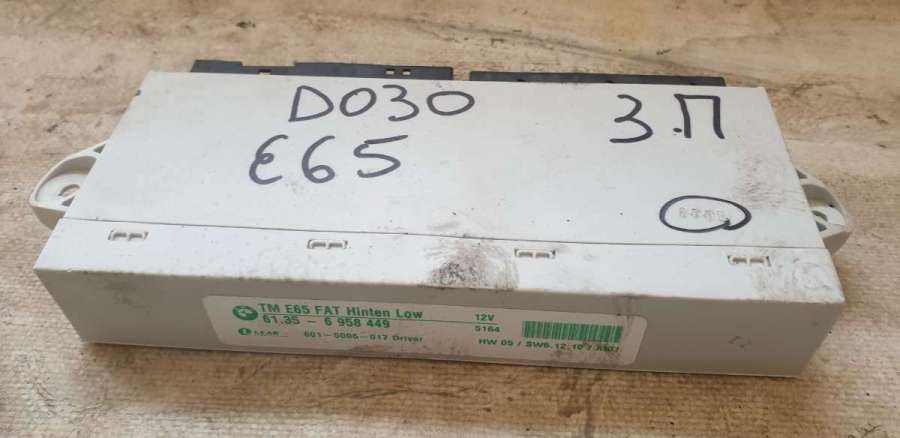 D030
3.П
E65
TM E65 FAT Hinten Low
61.35 - 6 958 449
12V
5164
LEAR
601-5005-017 Driver
HW 05 / SW6.12.10 /